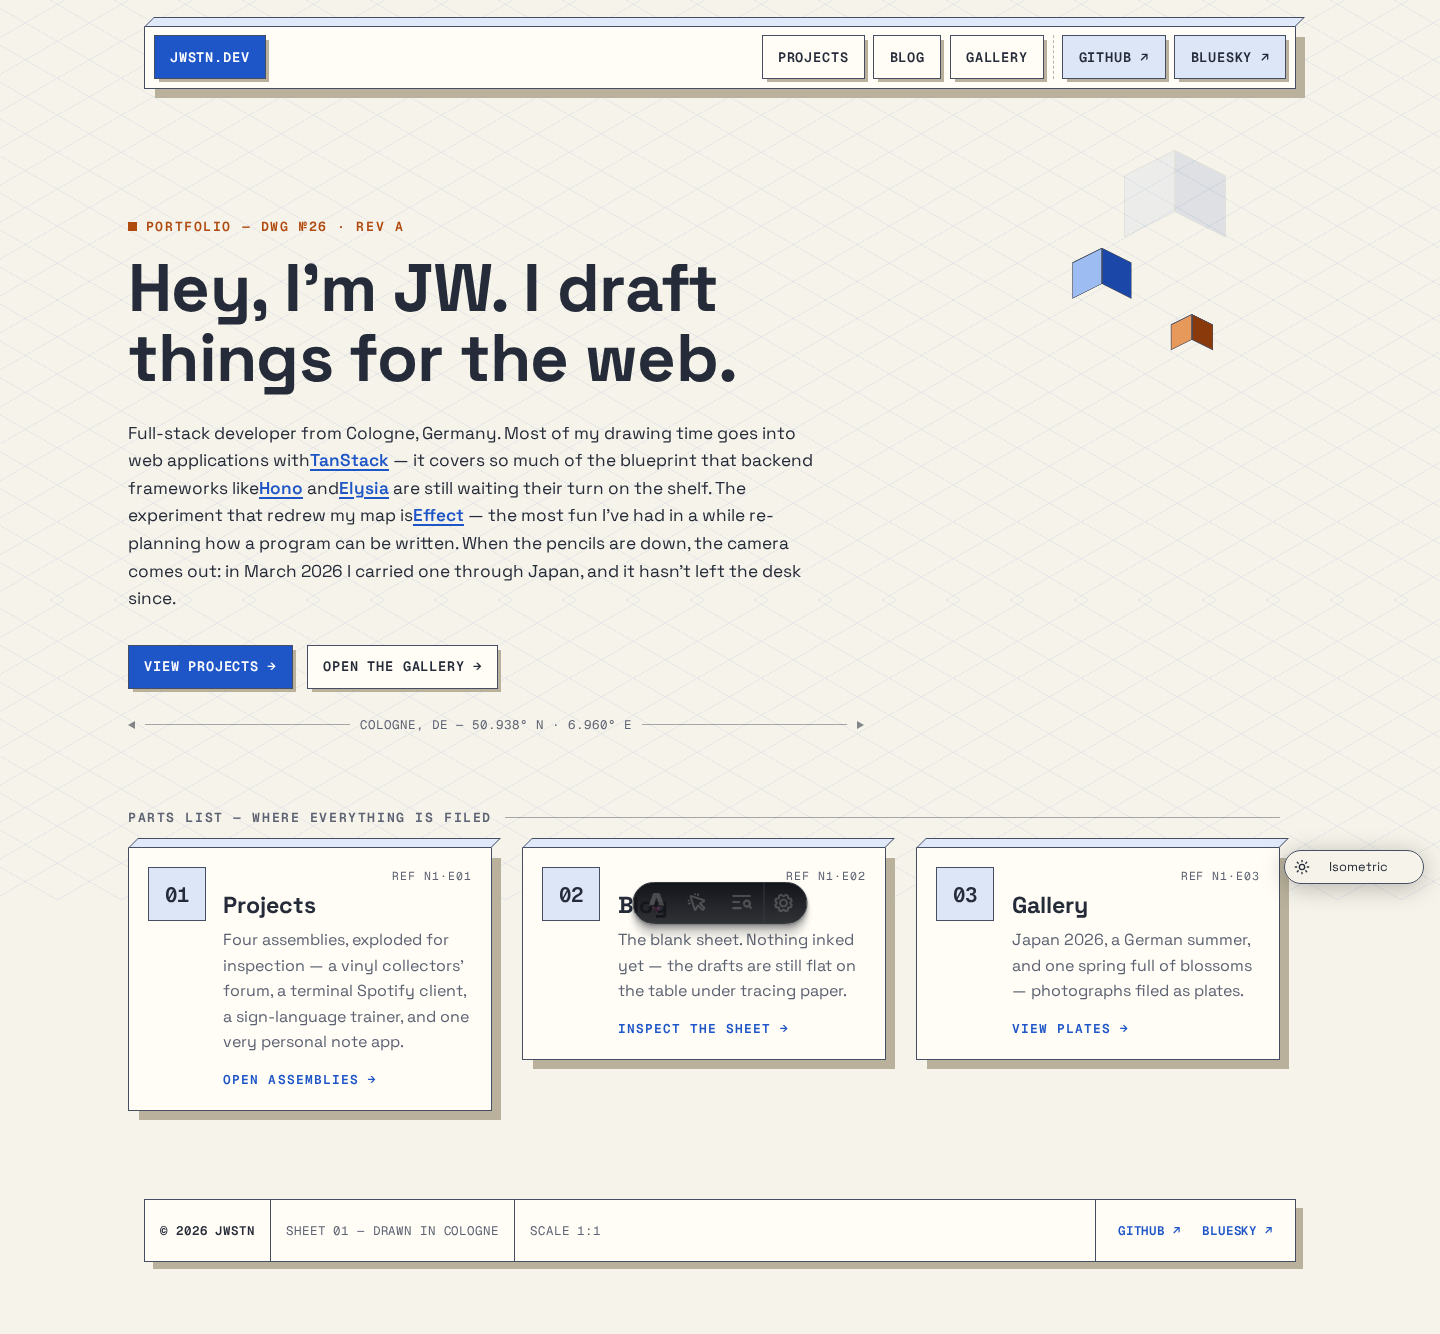 JWSTN.DEV
PROJECTS
BLOG
GALLERY
GITHUB ↗
BLUESKY ↗
PORTFOLIO — DWG №26 · REV A
Hey, I’m JW. I draft
things for the web.
Full-stack developer from Cologne, Germany. Most of my drawing time goes into
web applications withTanStack — it covers so much of the blueprint that backend
frameworks likeHono andElysia are still waiting their turn on the shelf. The
experiment that redrew my map isEffect — the most fun I’ve had in a while re-
planning how a program can be written. When the pencils are down, the camera
comes out: in March 2026 I carried one through Japan, and it hasn’t left the desk
since.
VIEW PROJECTS →
OPEN THE GALLERY →
COLOGNE, DE — 50.938° N · 6.960° E
PARTS LIST — WHERE EVERYTHING IS FILED
01
REF N1·E01
Projects
Four assemblies, exploded for
inspection — a vinyl collectors’
forum, a terminal Spotify client,
a sign-language trainer, and one
very personal note app.
OPEN ASSEMBLIES →
02
REF N1·E02
Blog
The blank sheet. Nothing inked
yet — the drafts are still flat on
the table under tracing paper.
INSPECT THE SHEET →
03
REF N1·E03
Gallery
Japan 2026, a German summer,
and one spring full of blossoms
— photographs filed as plates.
VIEW PLATES →
Isometric
© 2026 JWSTN
SHEET 01 — DRAWN IN COLOGNE
SCALE 1:1
GITHUB ↗
BLUESKY ↗